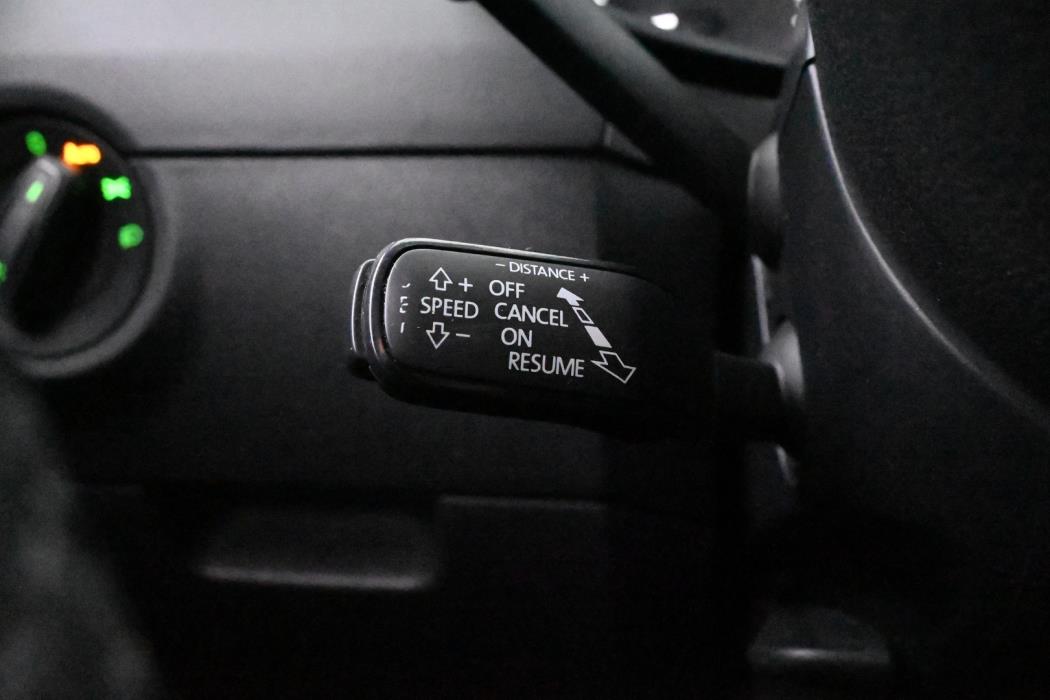 − DISTANCE +
+ OFF
SPEED CANCEL
− ON
RESUME